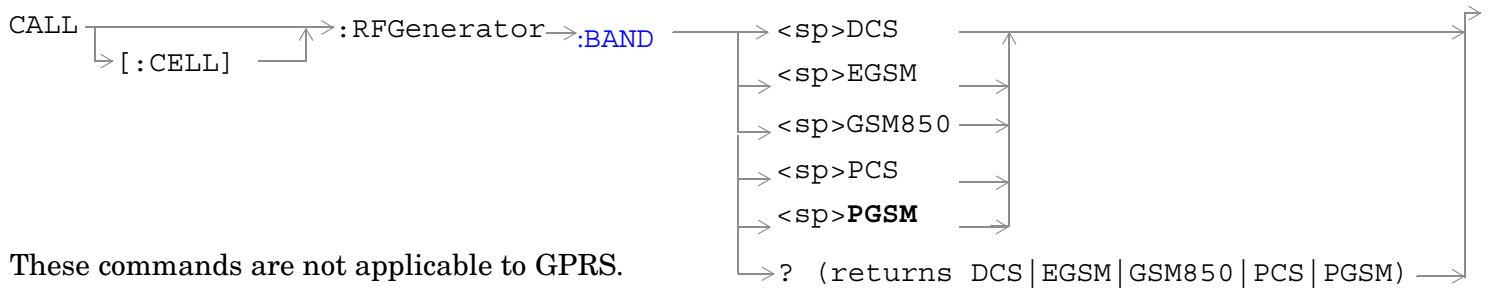 CALL :RFGenerator :BAND <sp>DCS
[:CELL]
<sp>EGSM
<sp>GSM850
<sp>PCS
<sp>PGSM
These commands are not applicable to GPRS.
? (returns DCS|EGSM|GSM850|PCS|PGSM)